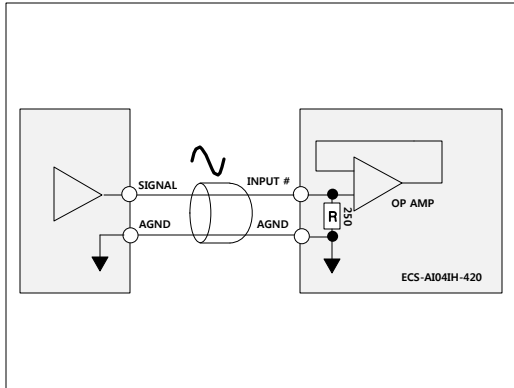 SIGNAL
INPUT #
AGND
AGND
R
250
OP AMP
ECS-AI04IH-420